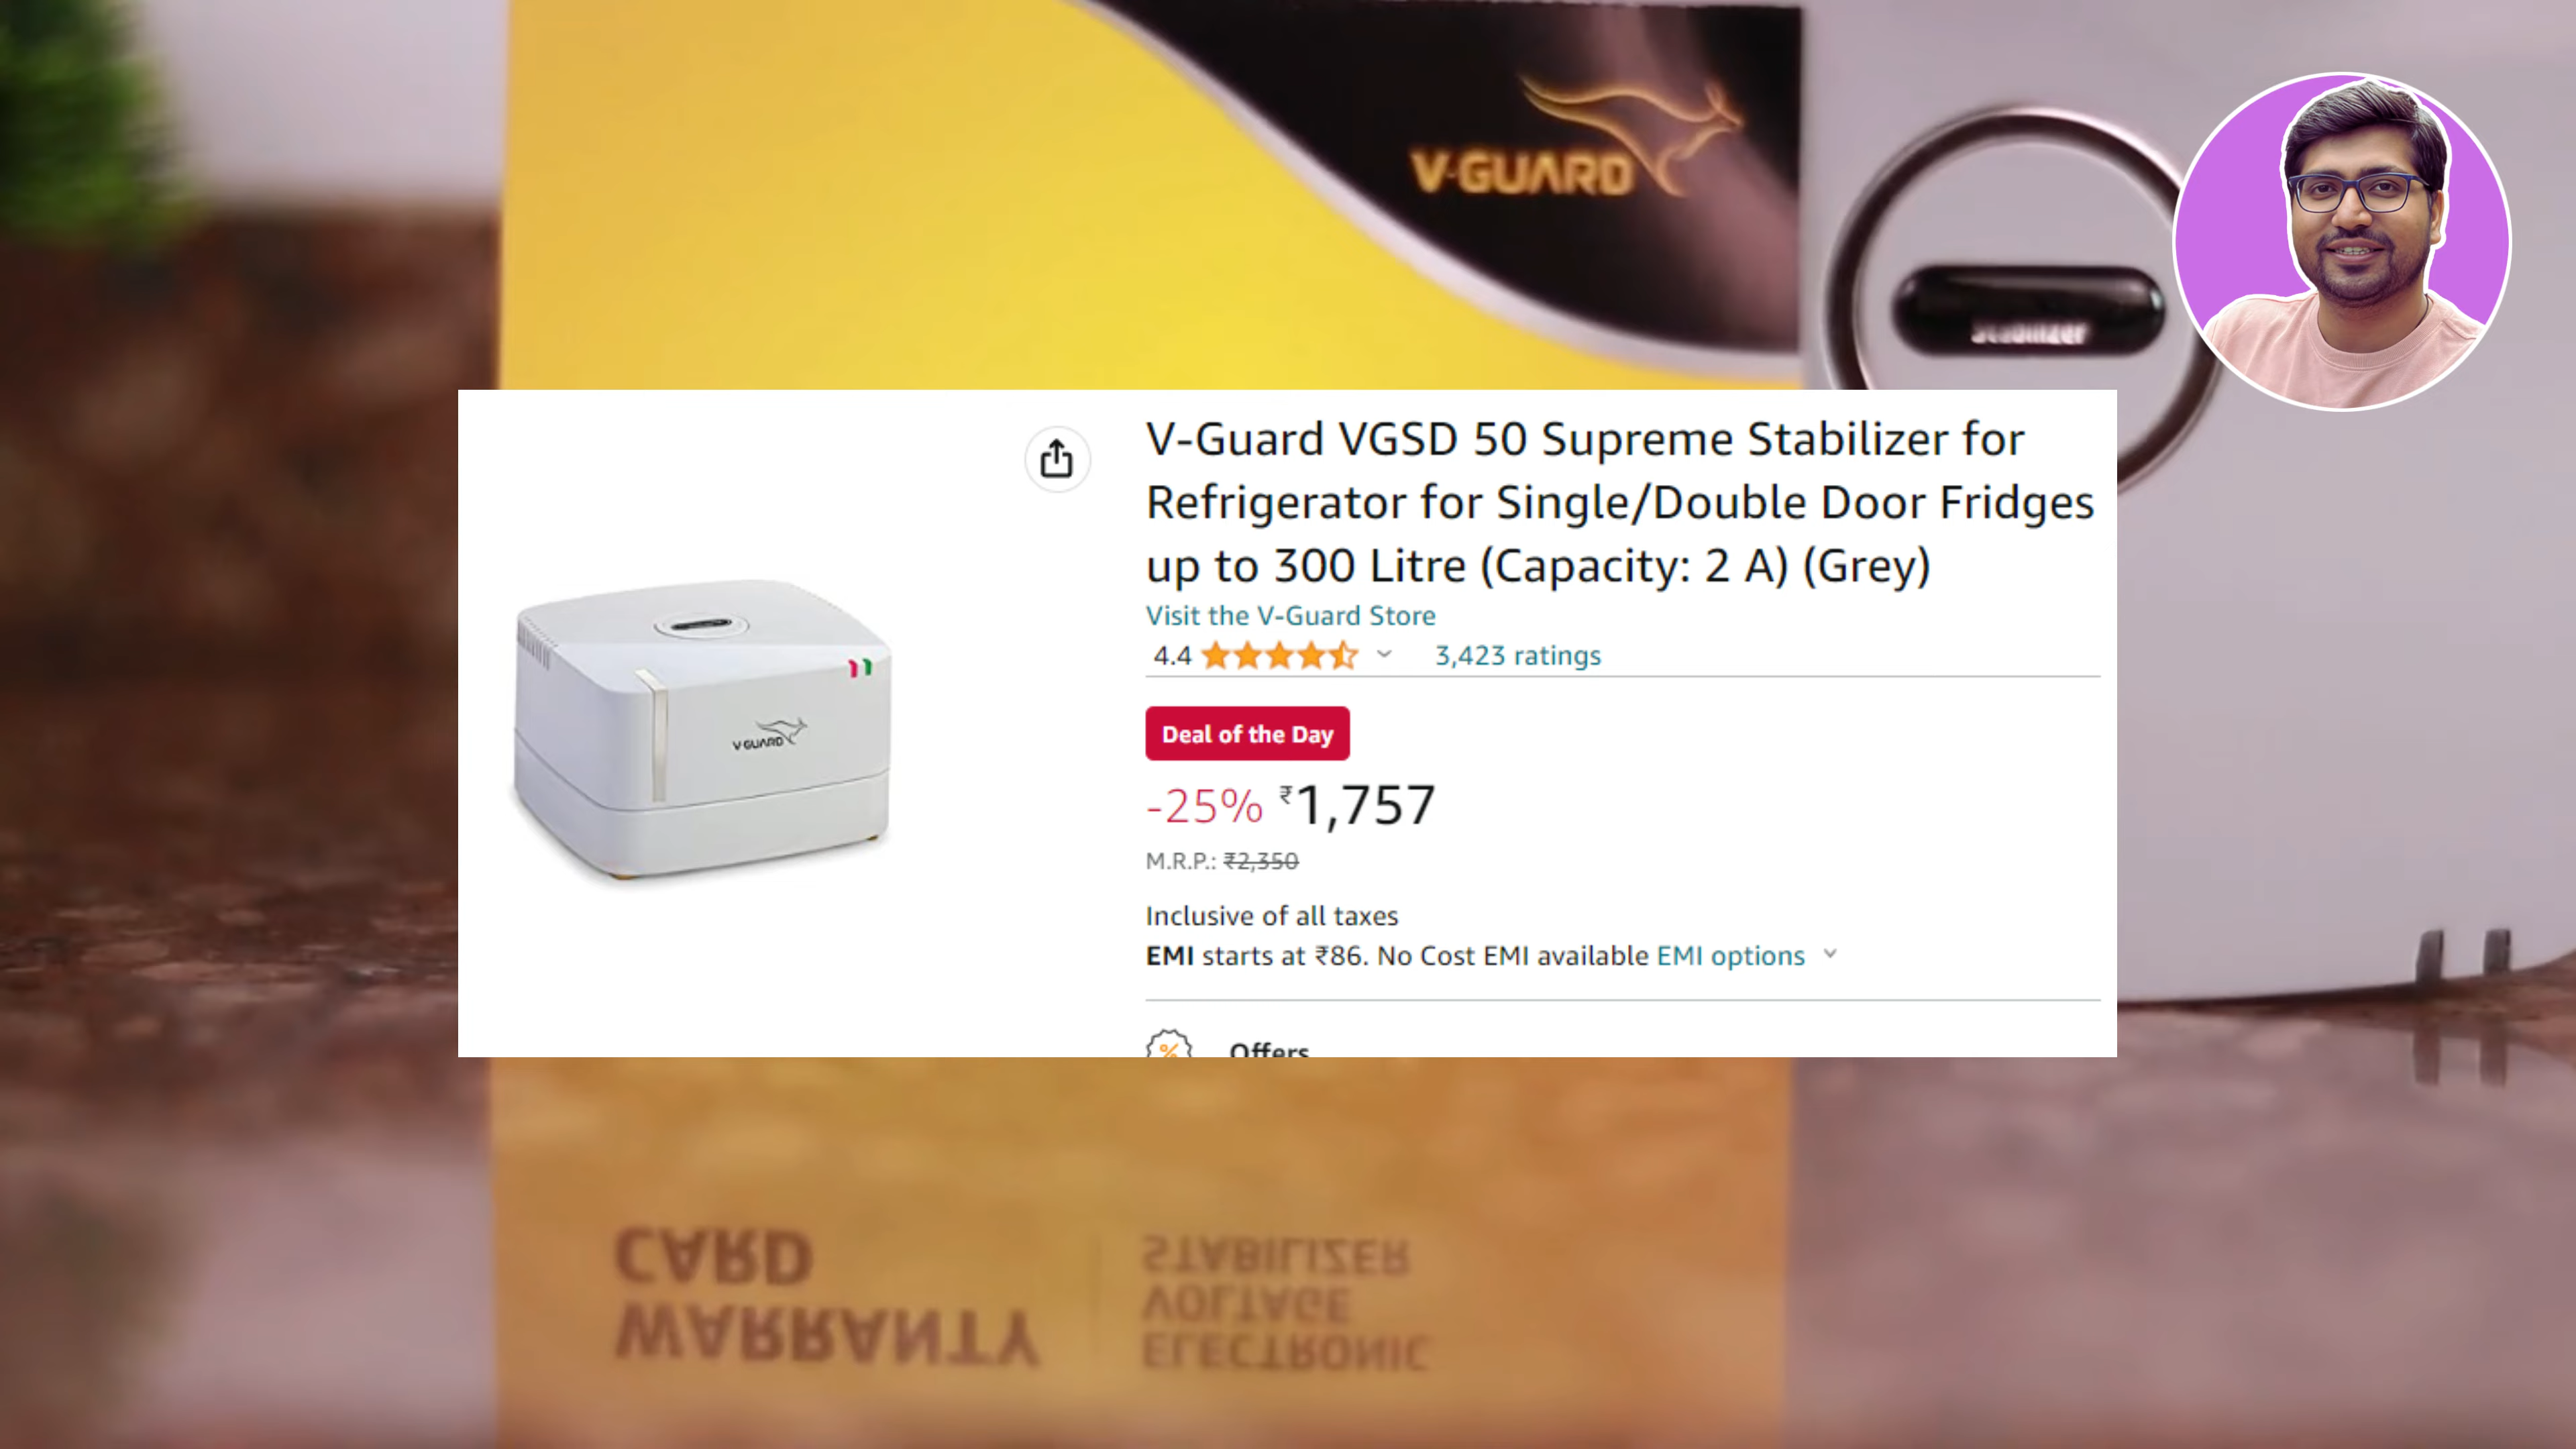 V-GUARD
Stabilizer
V-Guard VGSD 50 Supreme Stabilizer for
Refrigerator for Single/Double Door Fridges
up to 300 Litre (Capacity: 2 A) (Grey)
Visit the V-Guard Store
4.4 3,423 ratings
Deal of the Day
-25% ₹1,757
M.R.P.: ₹2,350
Inclusive of all taxes
EMI starts at ₹86. No Cost EMI available EMI options
Offers
V-GUARD
CARD
WARRANTY
STABILIZER
VOLTAGE
ELECTRONIC